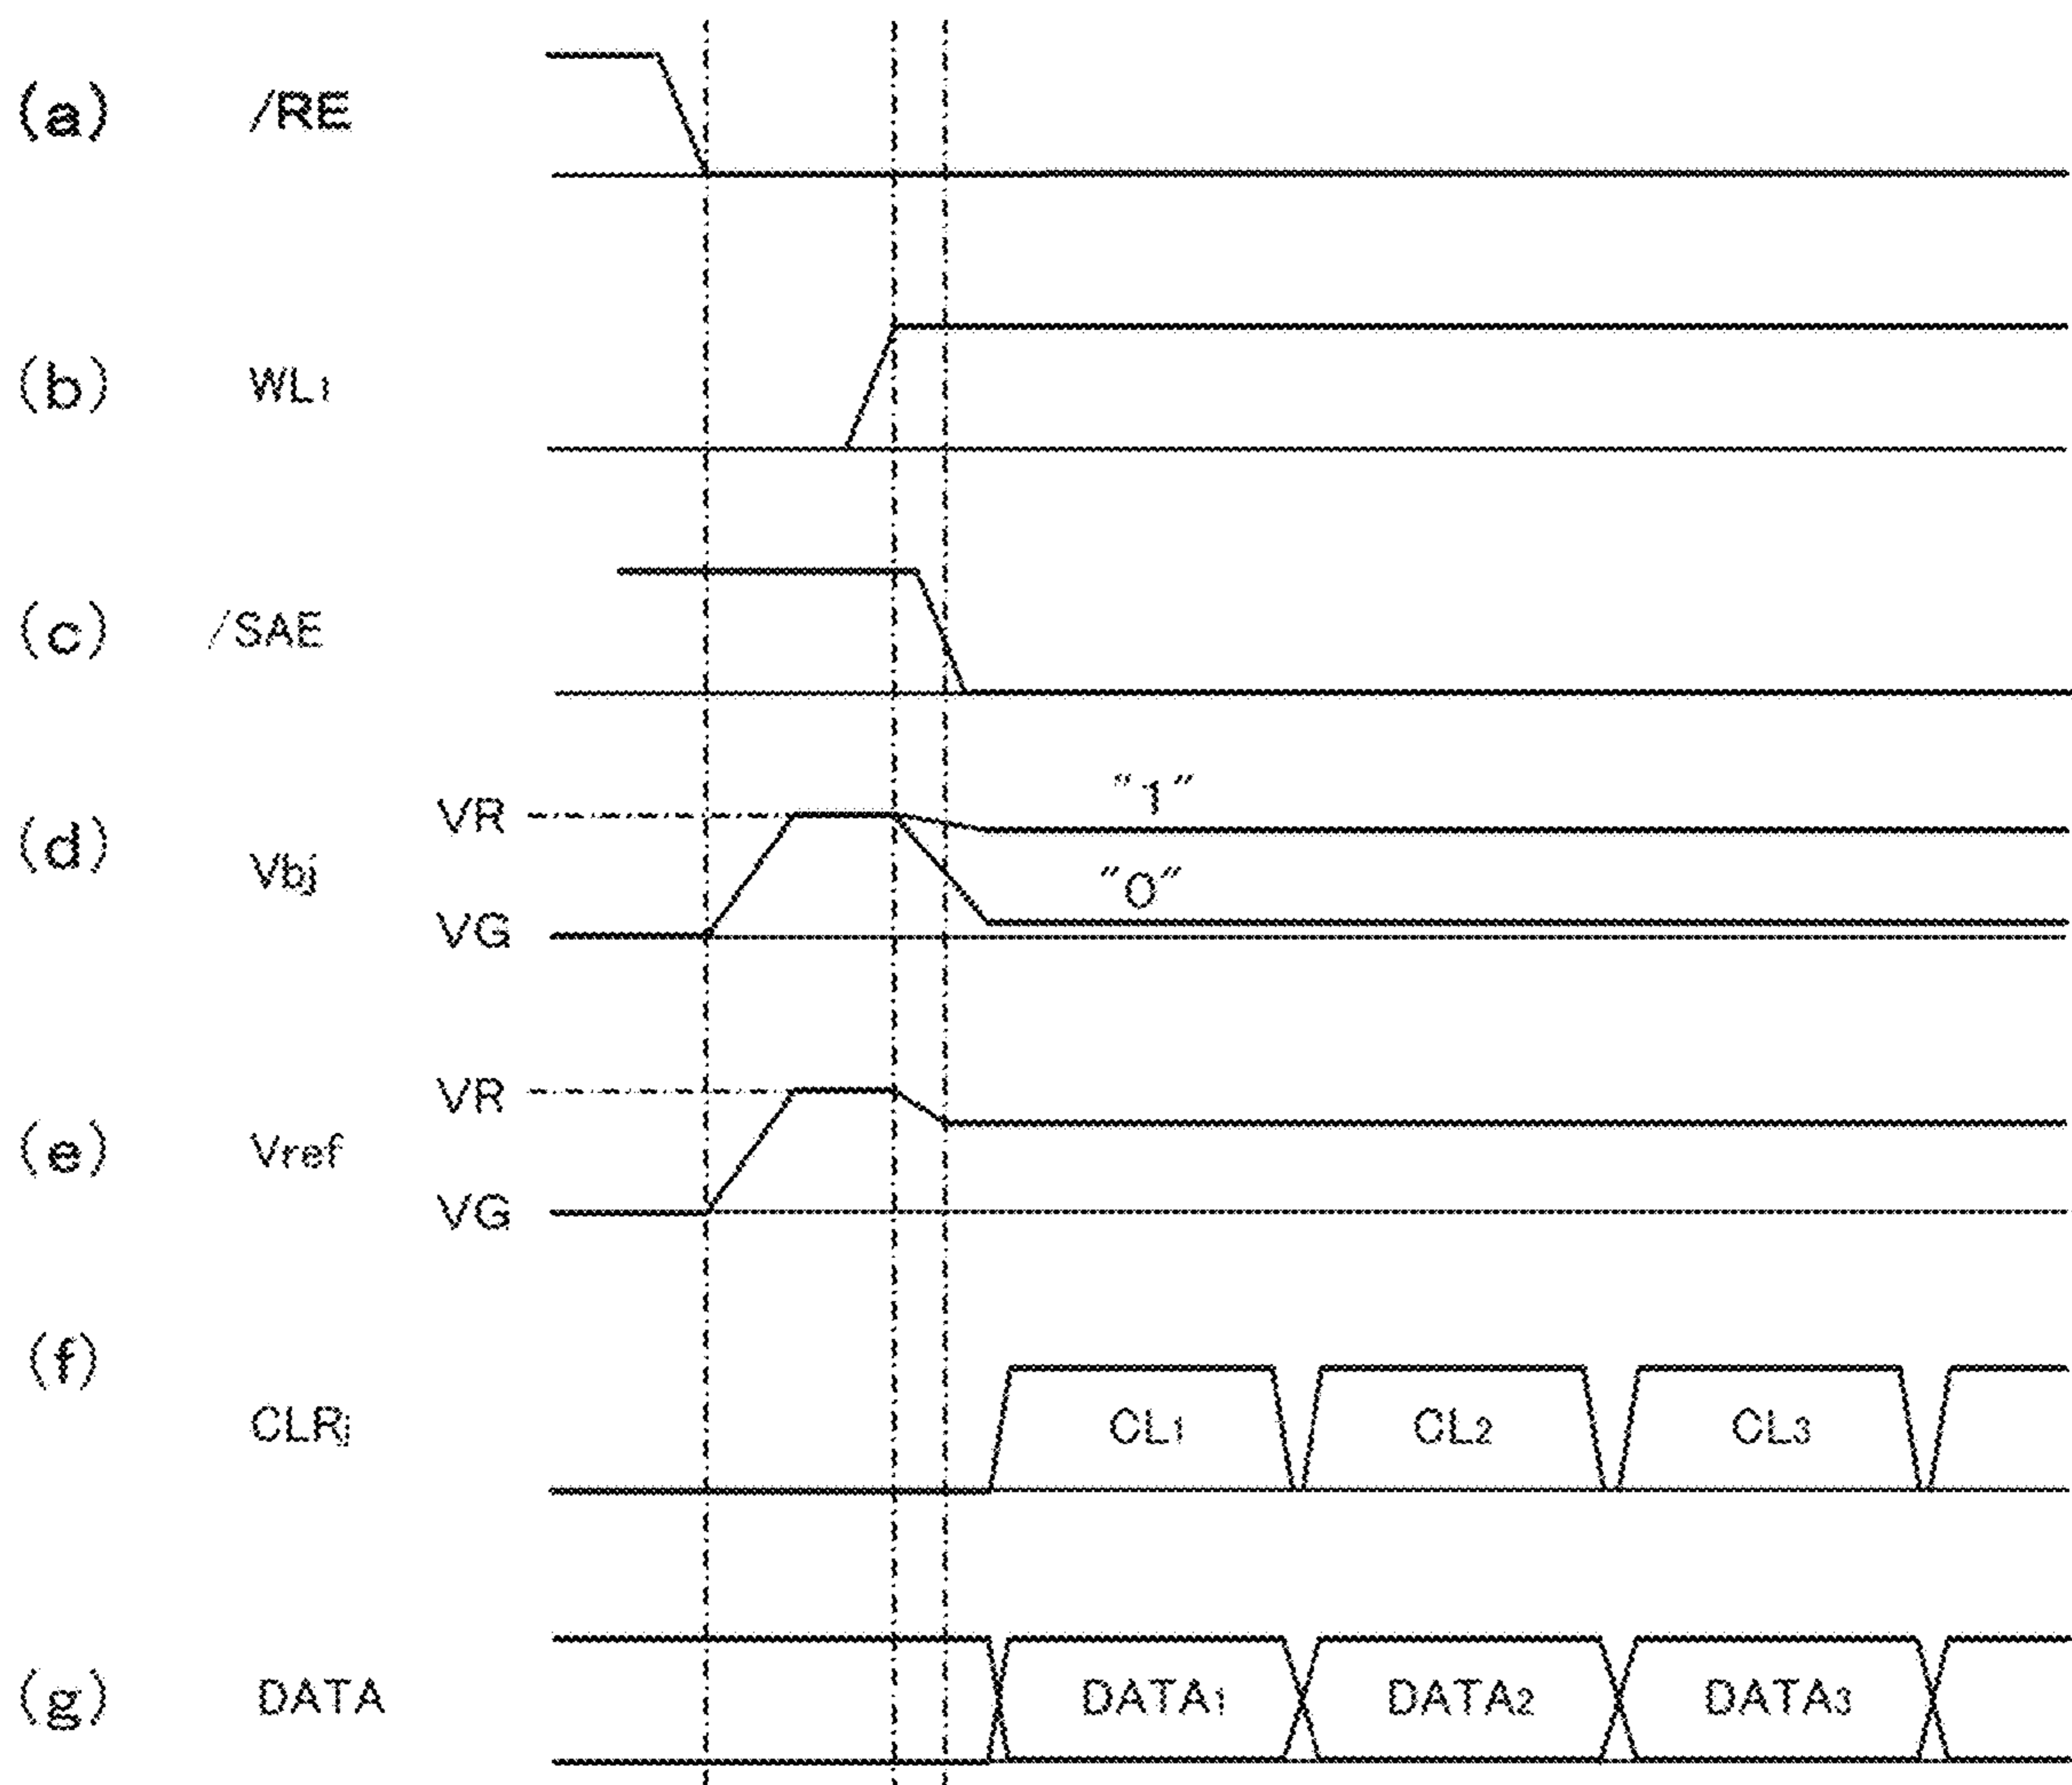 (a) /RE
(b) WL1
(c) /SAE
(d) Vbj VR VG "1" "0"
(e) Vref VR VG
(f) CLRj CL1 CL2 CL3
(g) DATA DATA1 DATA2 DATA3